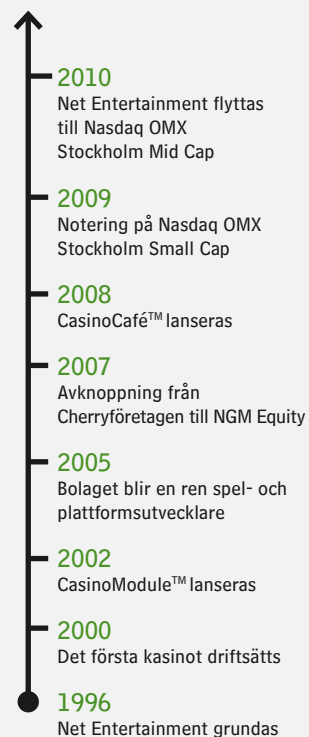 2010
Net Entertainment flyttas
till Nasdaq OMX
Stockholm Mid Cap
2009
Notering på Nasdaq OMX
Stockholm Small Cap
2008
CasinoCafé™ lanseras
2007
Avknoppning från
Cherryföretagen till NGM Equity
2005
Bolaget blir en ren spel- och
plattformsutvecklare
2002
CasinoModule™ lanseras
2000
Det första kasinot driftsätts
1996
Net Entertainment grundas